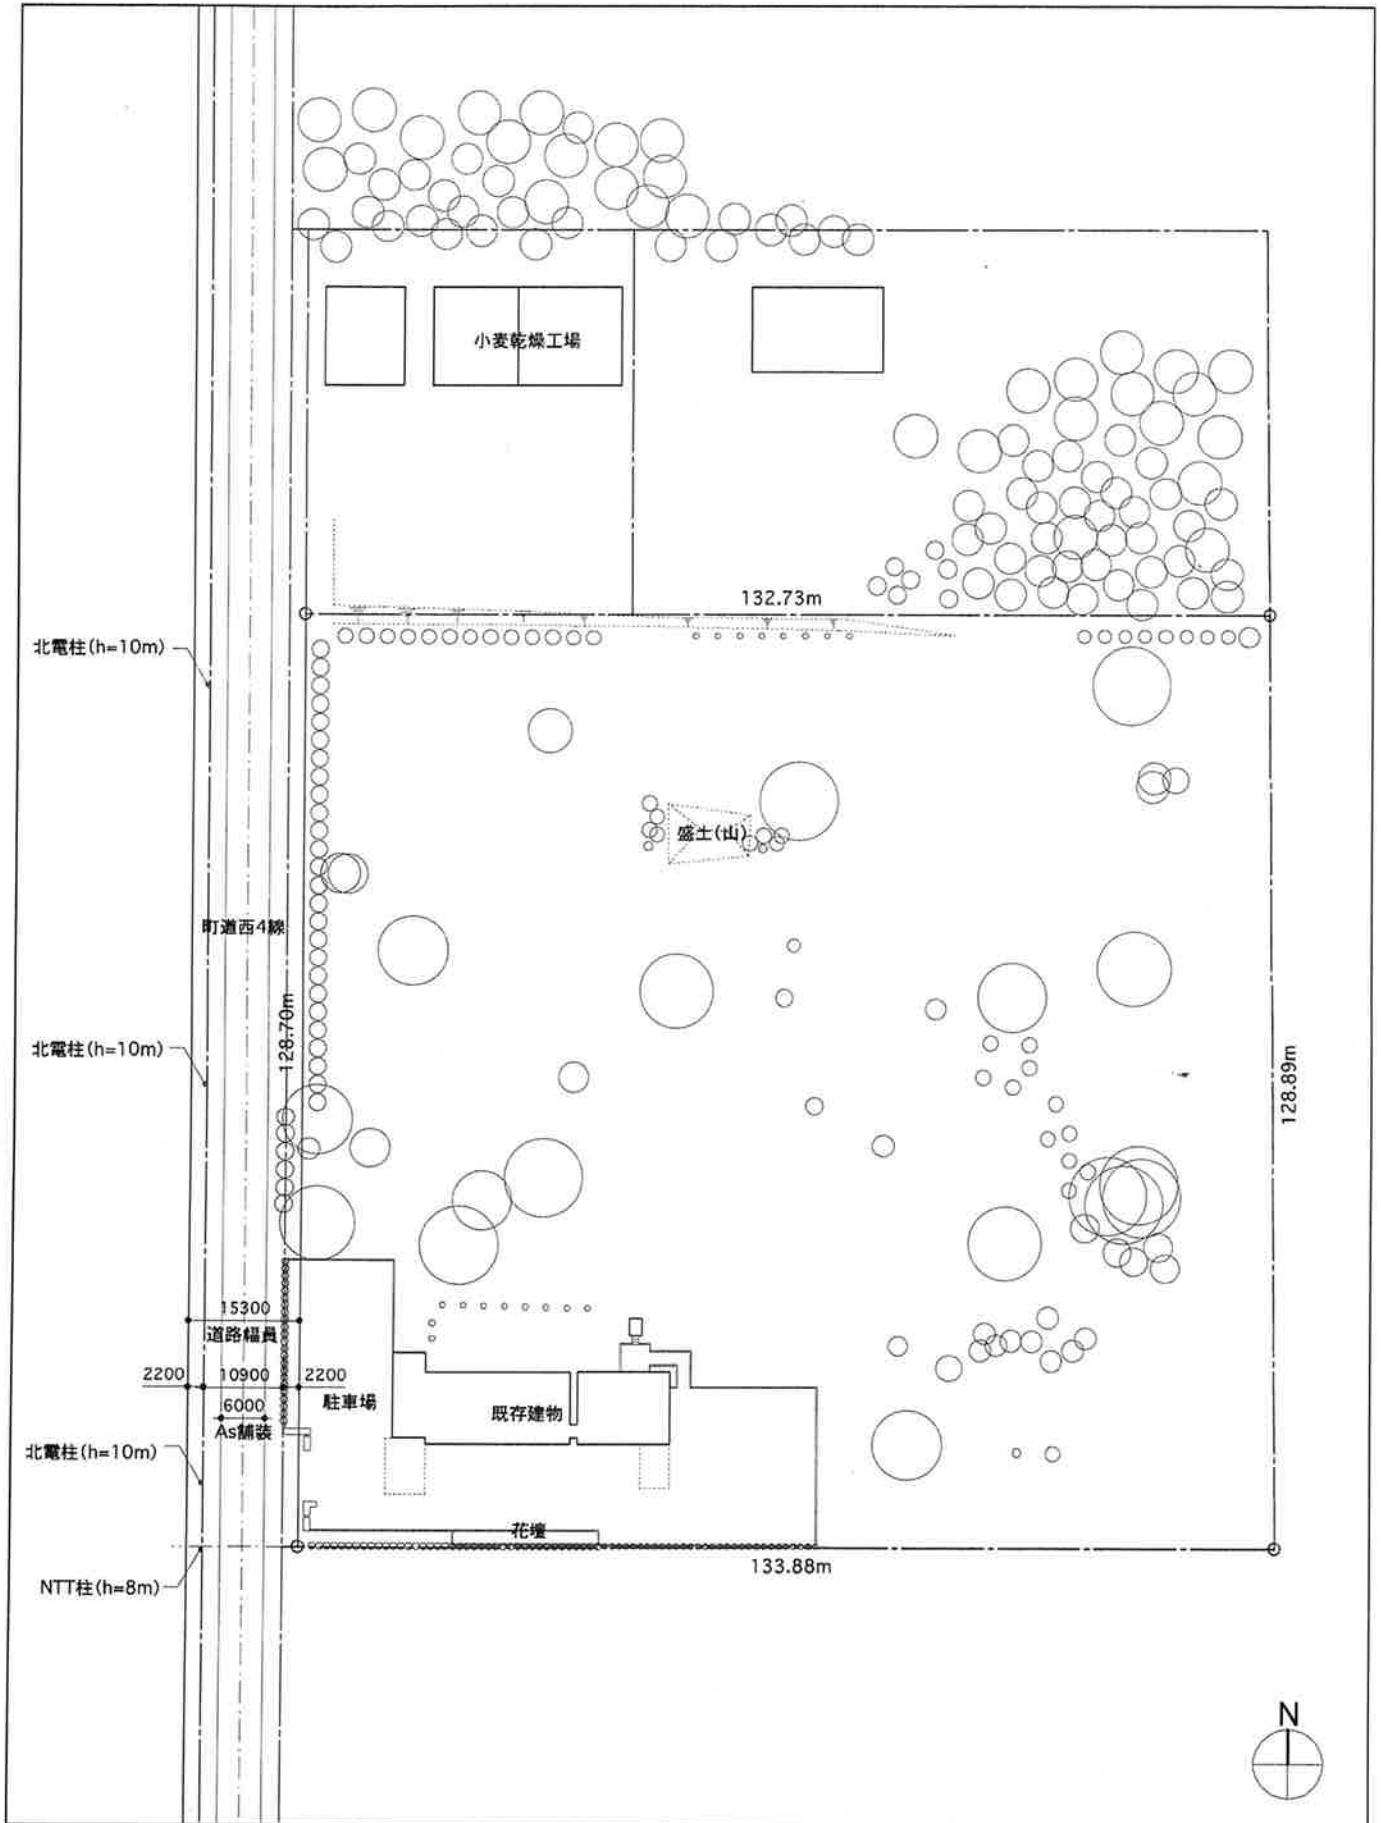 小麦乾燥工場
132.73m
北電柱(h=10m)
盛土(山)
町道西4線
128.70m
北電柱(h=10m)
128.89m
15300
道路幅員
2200
10900
2200
駐車場
6000
As舗装
既存建物
北電柱(h=10m)
花壇
133.88m
NTT柱(h=8m)
N